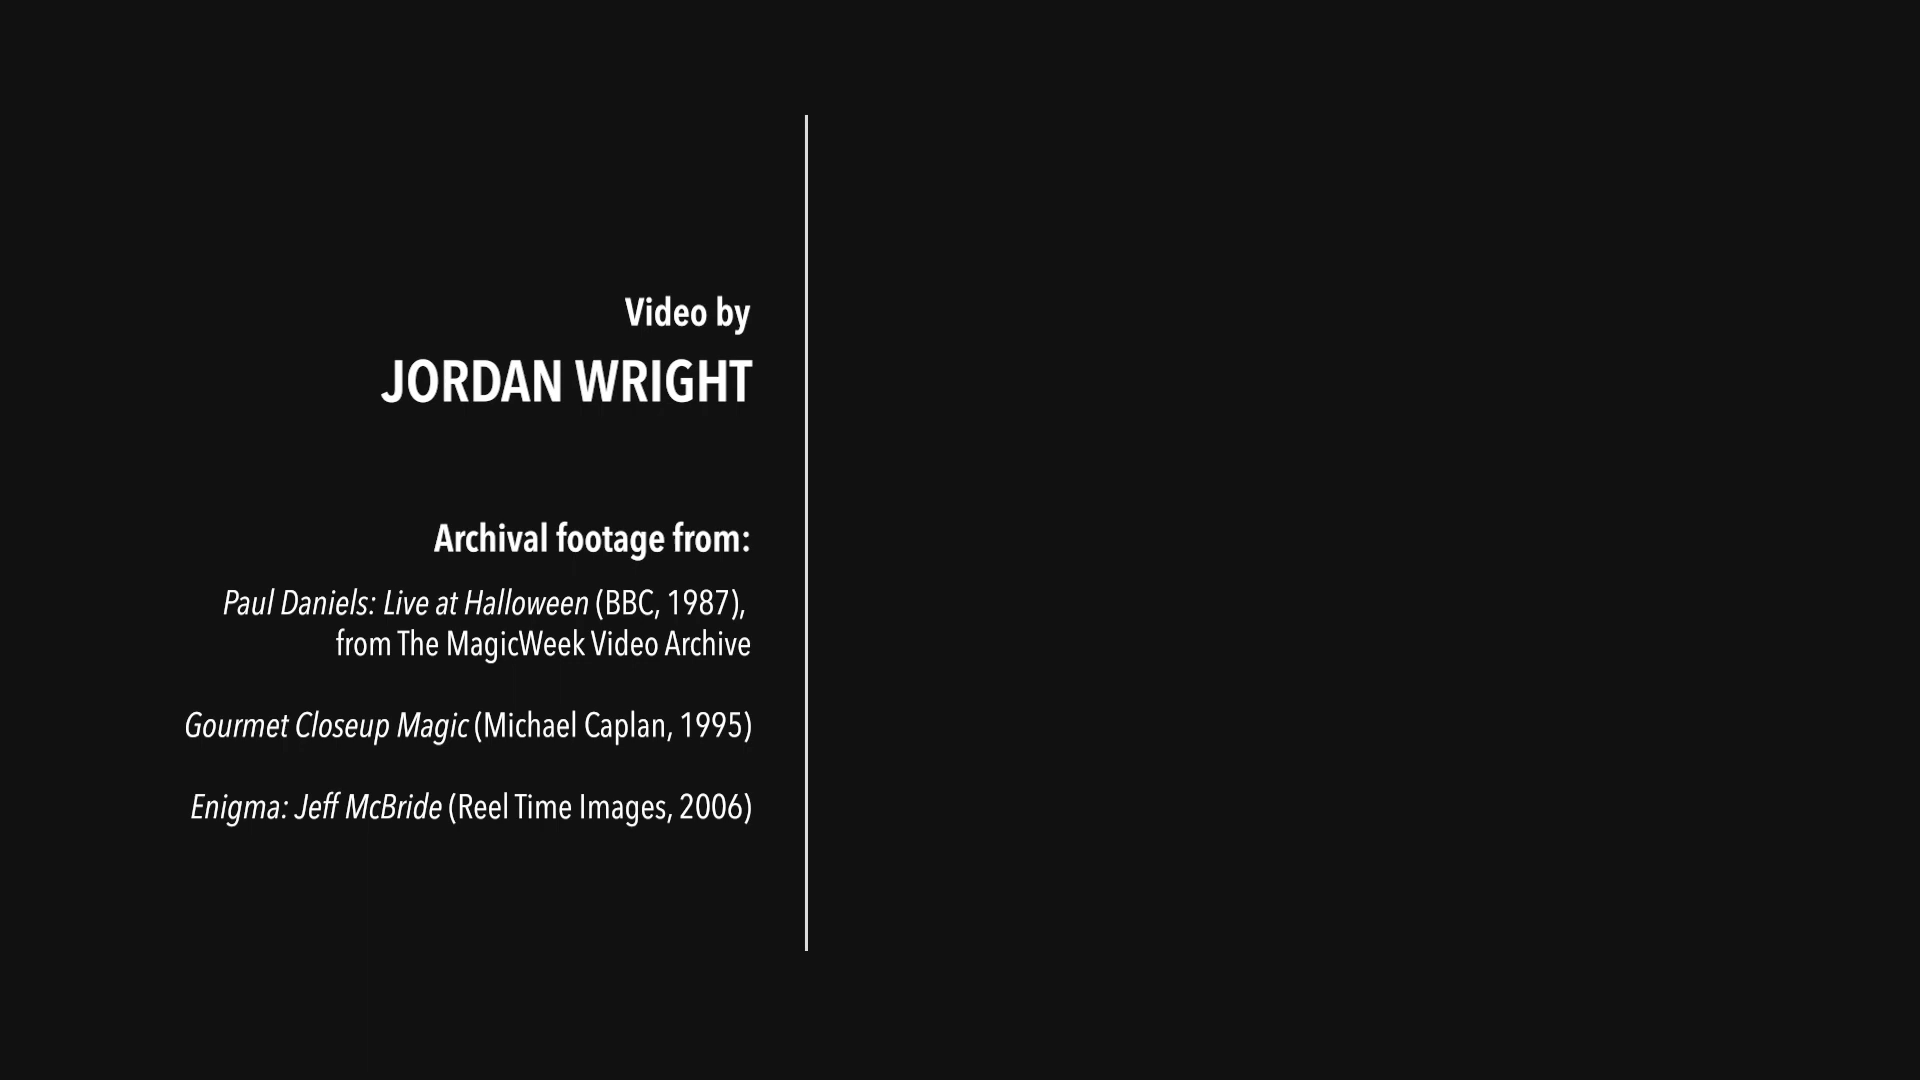 Video by
JORDAN WRIGHT
Archival footage from:
Paul Daniels: Live at Halloween (BBC, 1987),
from The MagicWeek Video Archive
Gourmet Closeup Magic (Michael Caplan, 1995)
Enigma: Jeff McBride (Reel Time Images, 2006)